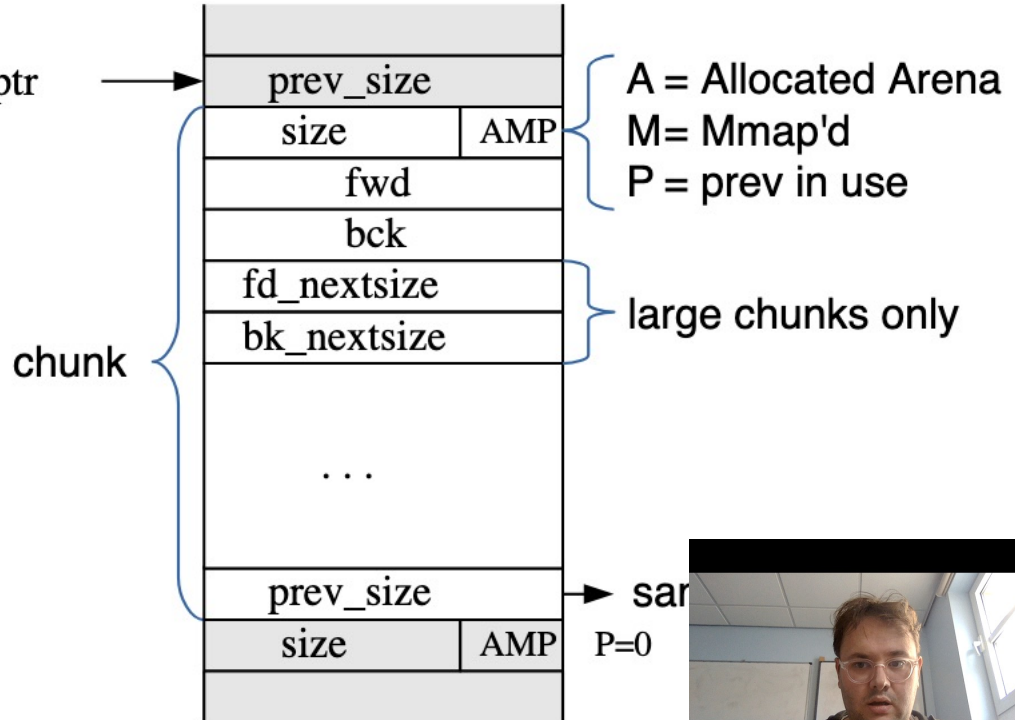 prev_size
size AMP
fwd
bck
fd_nextsize
bk_nextsize
. . .
prev_size
size AMP P=0
chunk
A = Allocated Arena
M= Mmap'd
P = prev in use
large chunks only